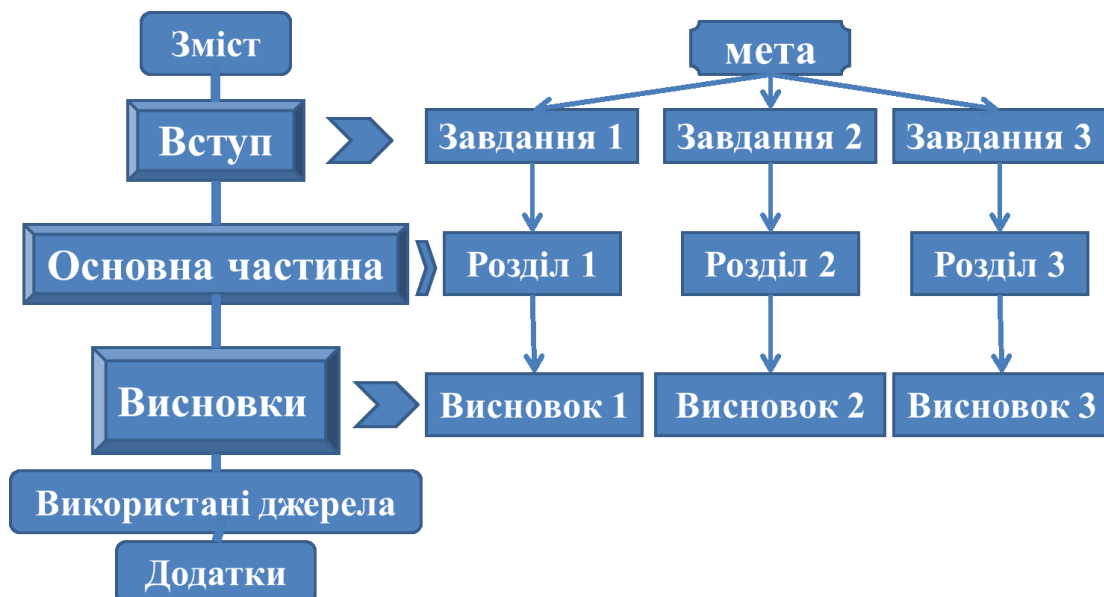 Зміст
мета
Вступ
Завдання 1
Завдання 2
Завдання 3
Основна частина
Розділ 1
Розділ 2
Розділ 3
Висновки
Висновок 1
Висновок 2
Висновок 3
Використані джерела
Додатки